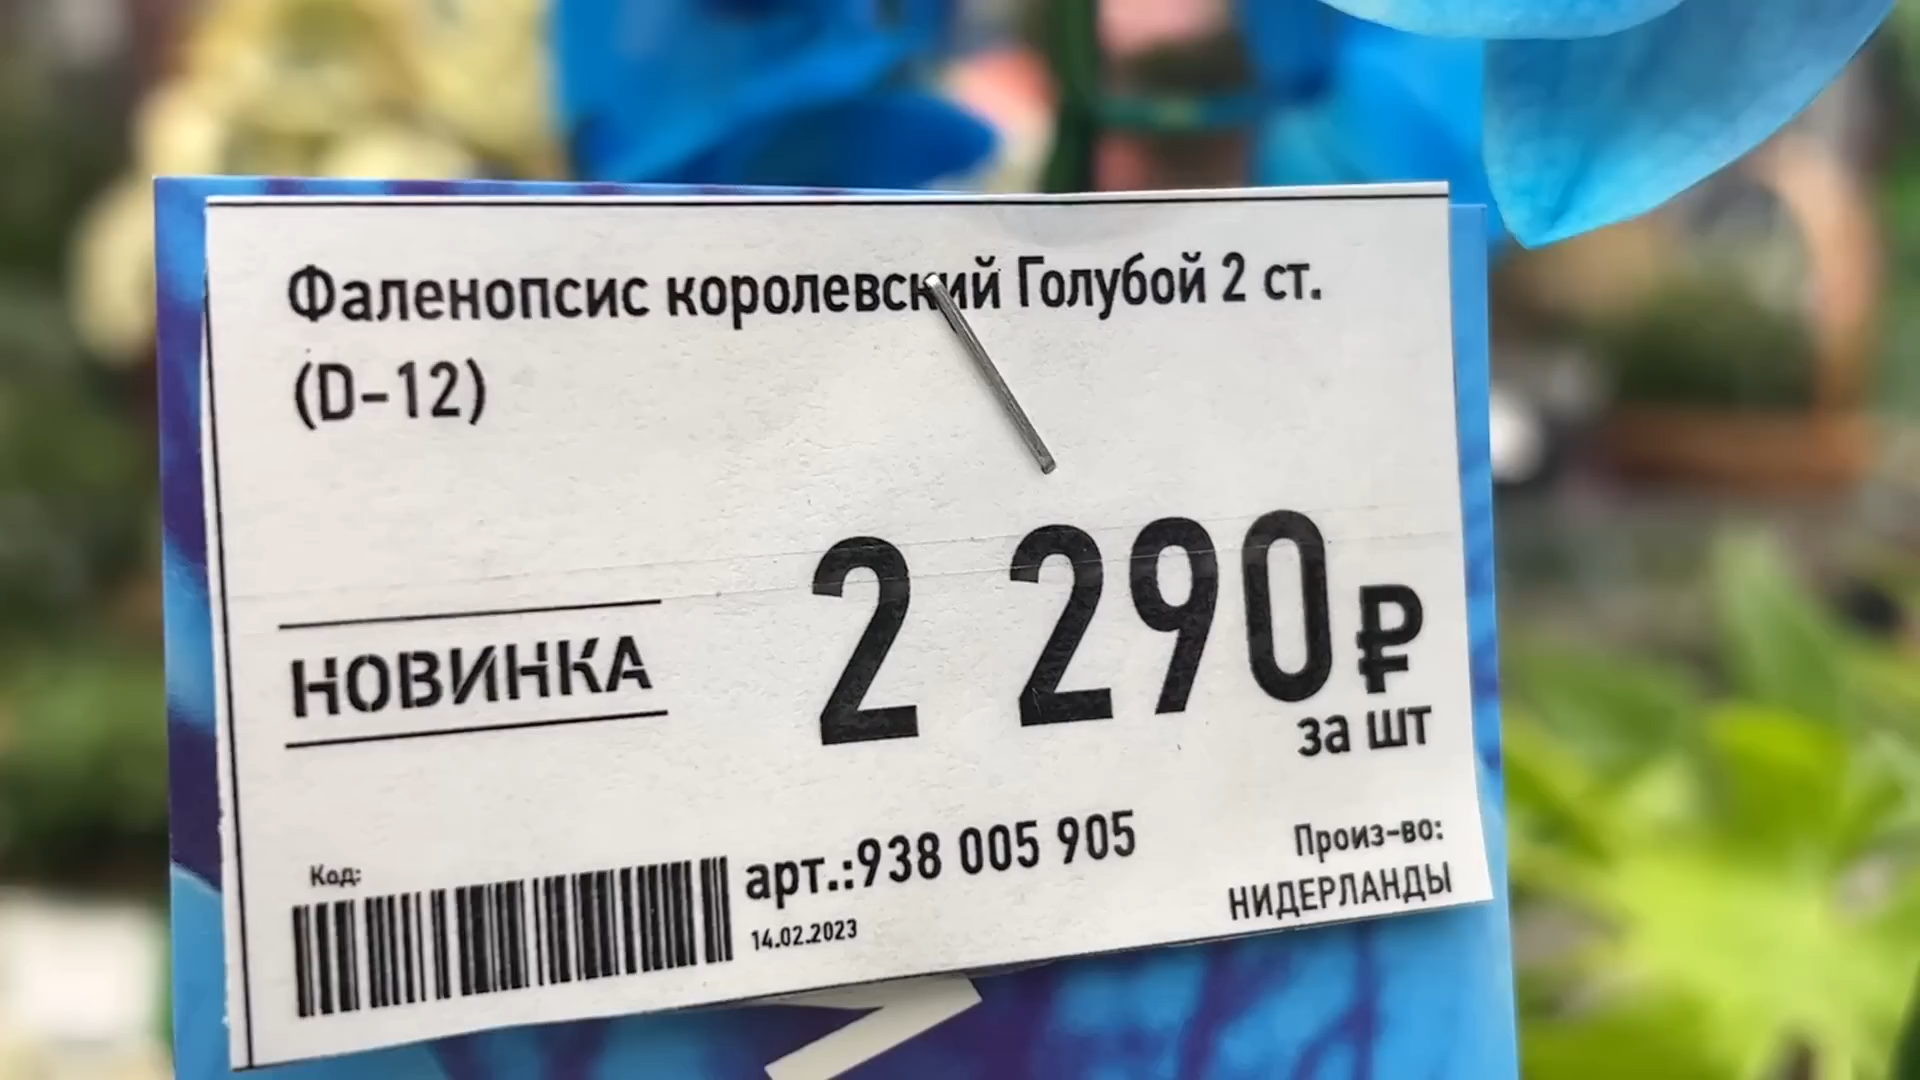 Фаленопсис королевский Голубой 2 ст.
(D-12)
НОВИНКА
2 290 ₽
за шт
Код:
арт.:938 005 905
14.02.2023
Произ-во:
НИДЕРЛАНДЫ